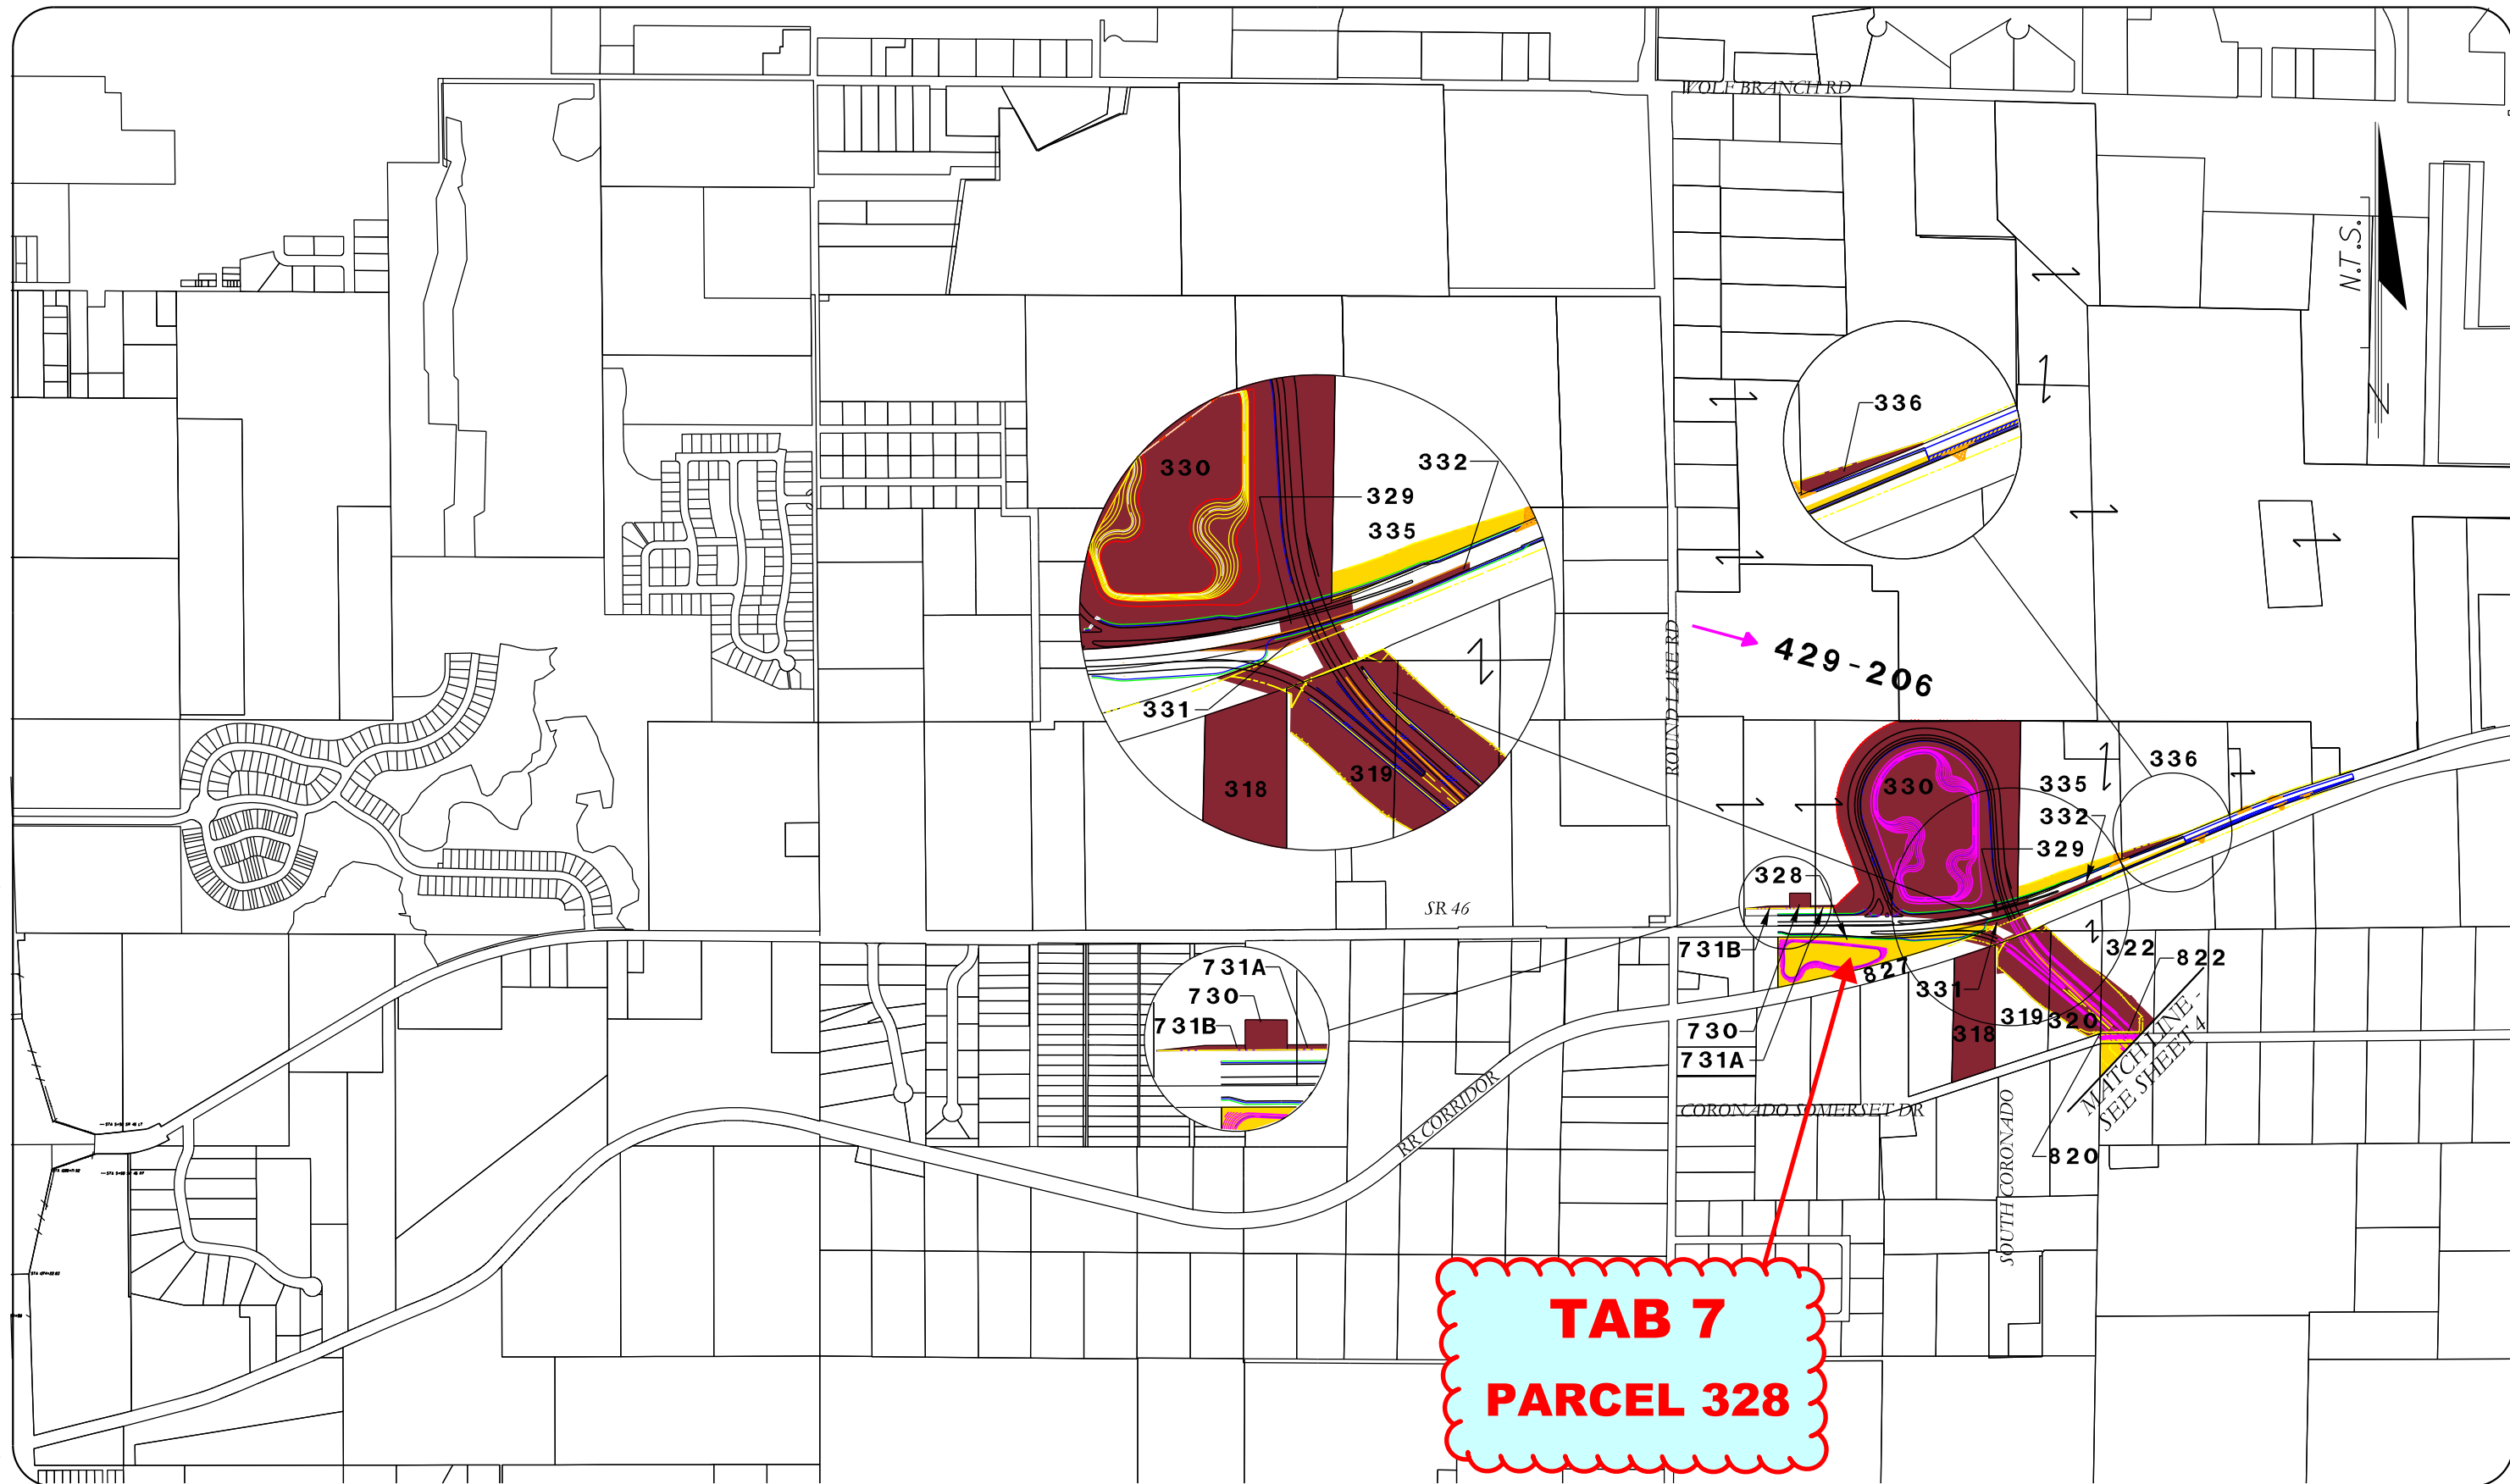 WOLF BRANCH RD
N.T.S.
336
330
332
329
335
331
318
319
ROUND LAKE RD
429-206
336
335
332
329
330
328
SR 46
731B
827
331
322
822
730
731A
318
319
320
MATCH LINE -
SEE SHEET 4
731A
730
731B
RR CORRIDOR
CORONADO SOMERSET DR
SOUTH CORONADO
820
TAB 7
PARCEL 328